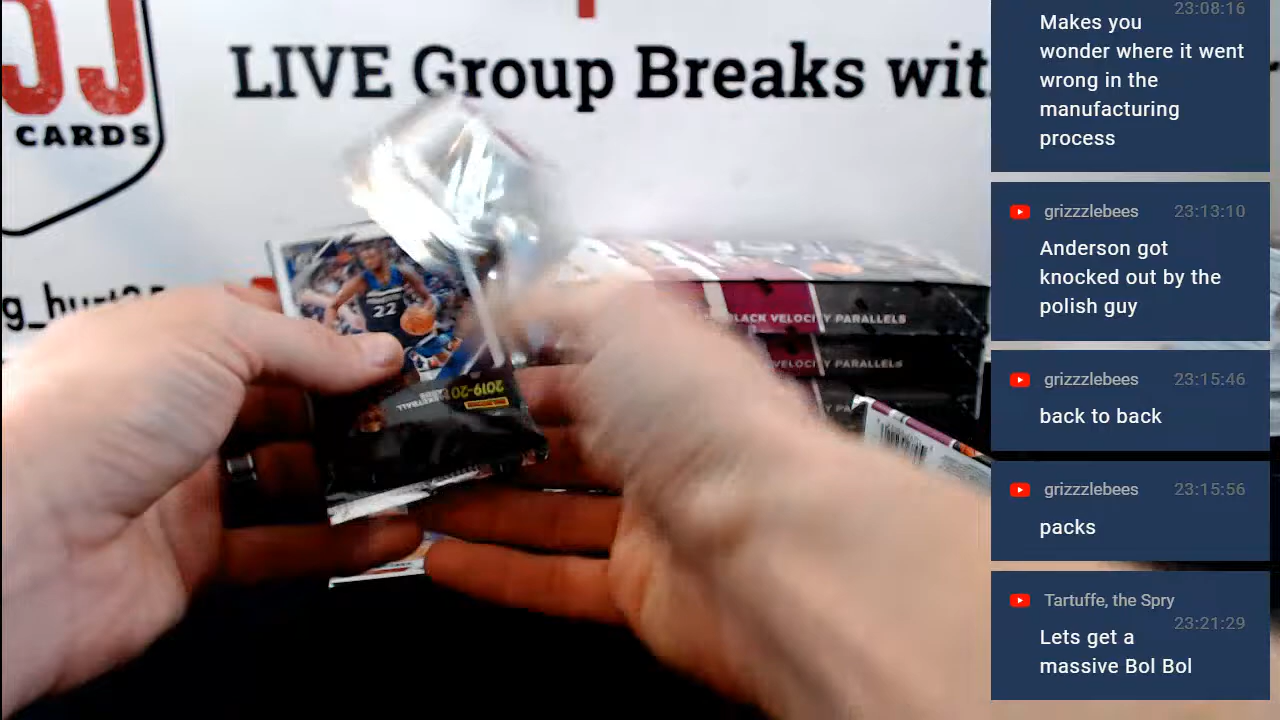 JJ
CARDS
LIVE Group Breaks wit
g_hurt25
22
2019-20
BLACK VELOCITY PARALLELS
VELOCITY PARALLELS
PARALLELS
23:08:16
Makes you
wonder where it went
wrong in the
manufacturing
process
grizzzlebees 23:13:10
Anderson got
knocked out by the
polish guy
grizzzlebees 23:15:46
back to back
grizzzlebees 23:15:56
packs
Tartuffe, the Spry
23:21:29
Lets get a
massive Bol Bol